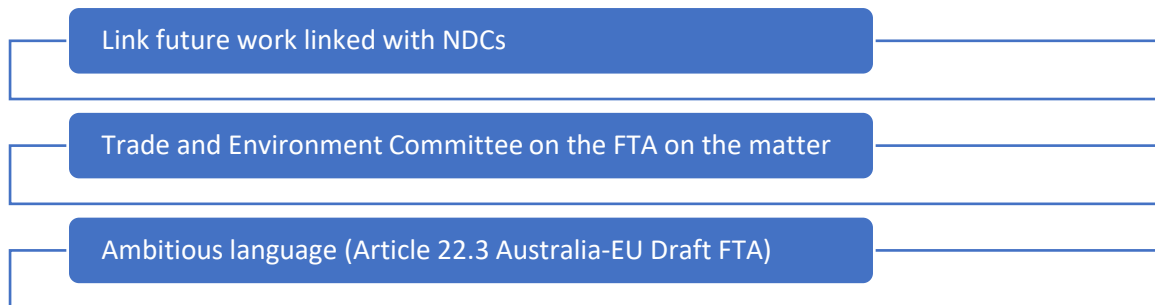 Link future work linked with NDCs
Trade and Environment Committee on the FTA on the matter
Ambitious language (Article 22.3 Australia-EU Draft FTA)